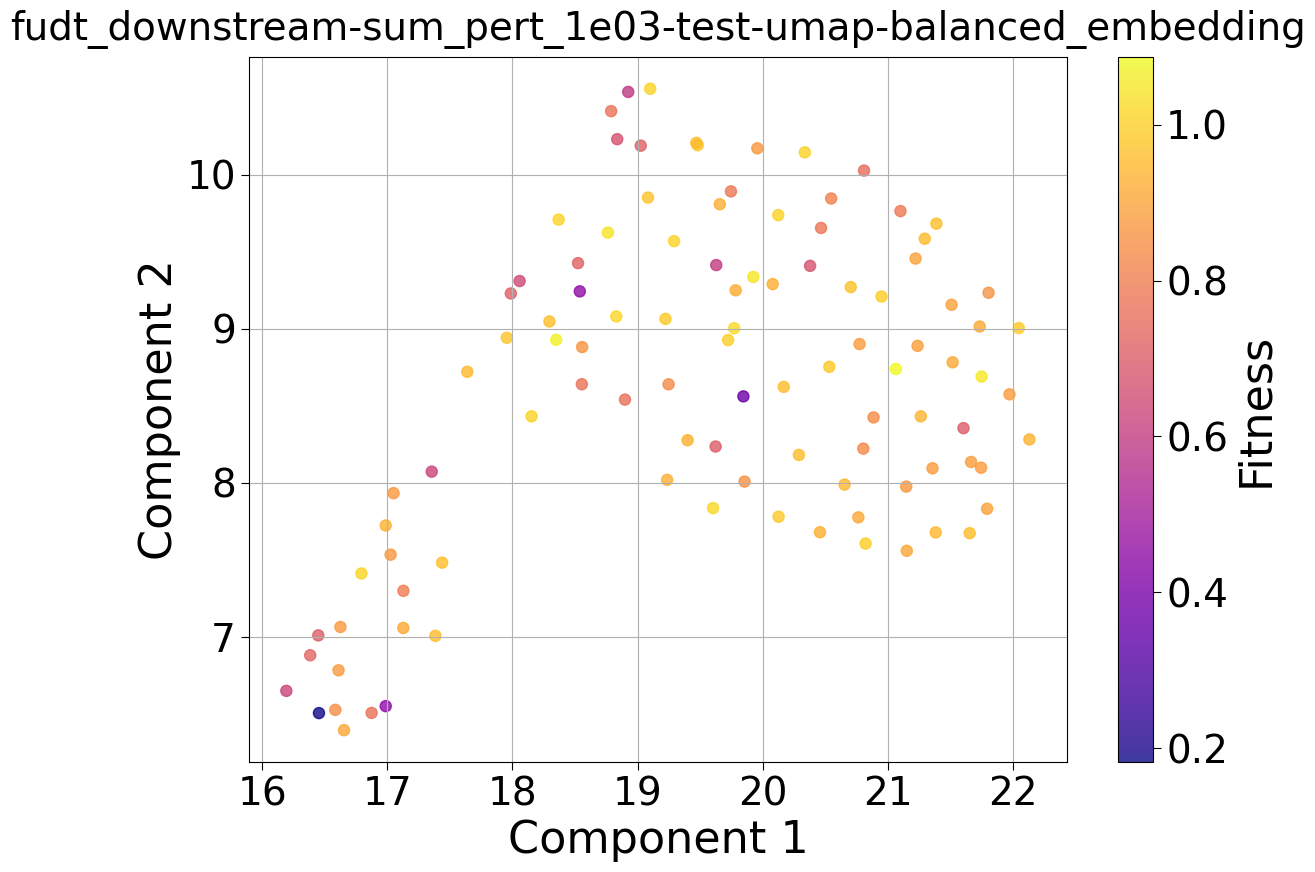 fudt_downstream-sum_pert_1e03-test-umap-balanced_embedding
Component 2
10
9
8
7
16 17 18 19 20 21 22
Component 1
1.0
0.8
0.6
0.4
0.2
Fitness